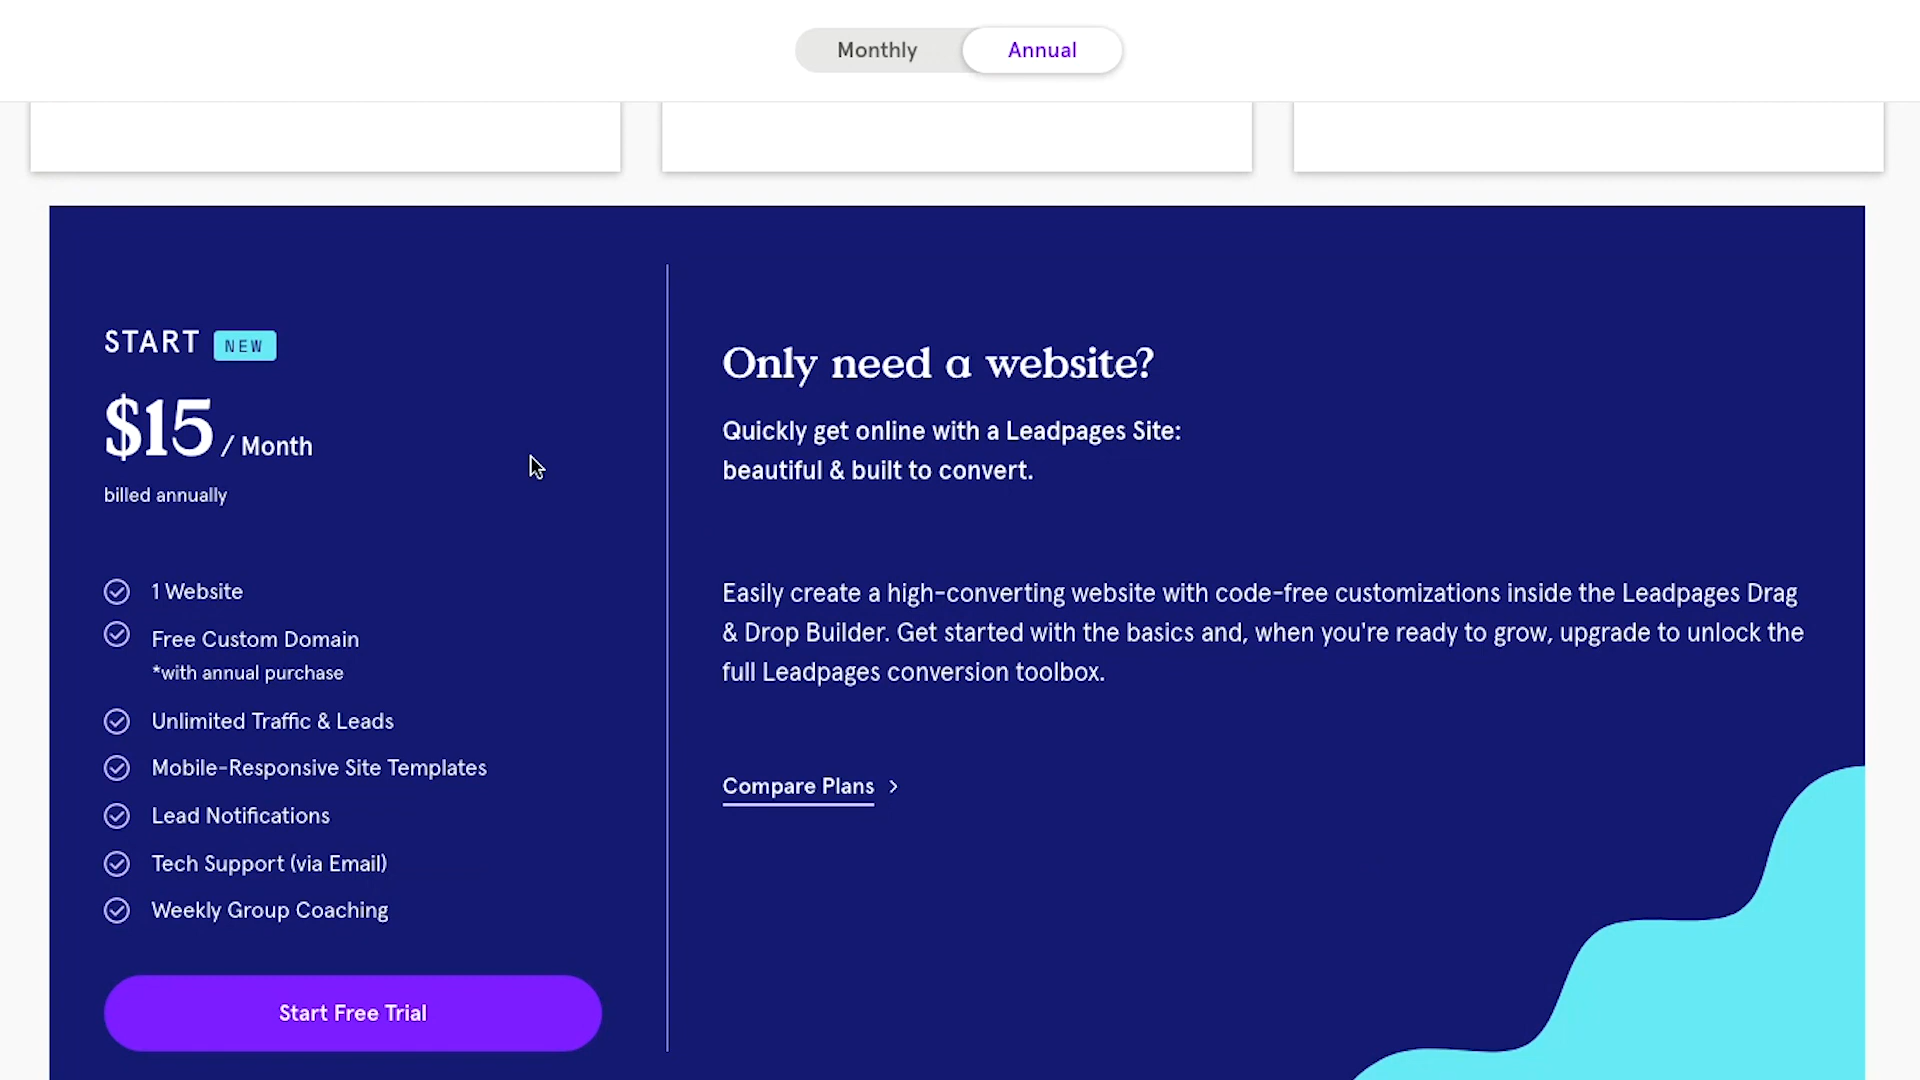 Monthly
Annual
START NEW
$15 / Month
billed annually
1 Website
Free Custom Domain
*with annual purchase
Unlimited Traffic & Leads
Mobile-Responsive Site Templates
Lead Notifications
Tech Support (via Email)
Weekly Group Coaching
Start Free Trial
Only need a website?
Quickly get online with a Leadpages Site:
beautiful & built to convert.
Easily create a high-converting website with code-free customizations inside the Leadpages Drag
& Drop Builder. Get started with the basics and, when you're ready to grow, upgrade to unlock the
full Leadpages conversion toolbox.
Compare Plans